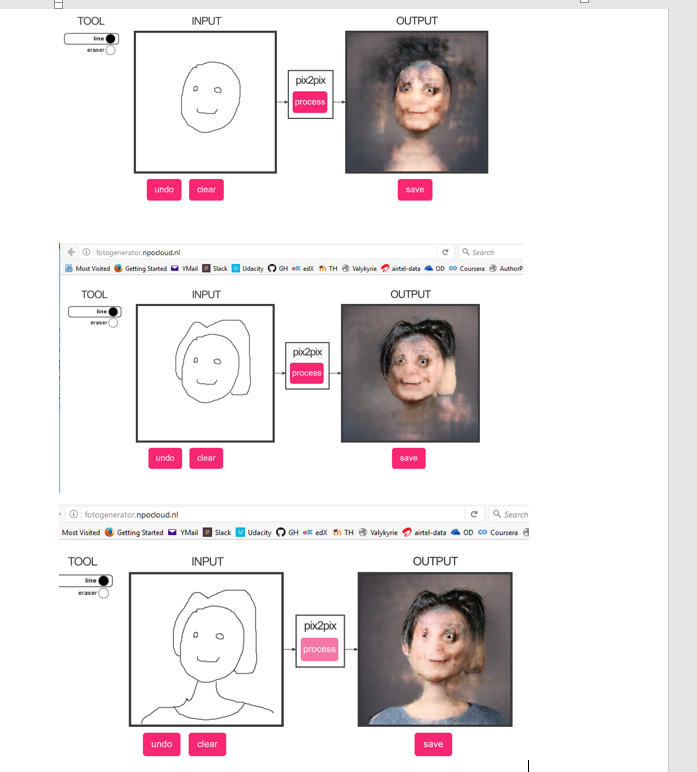 TOOL INPUT OUTPUT
line
eraser
pix2pix
process
undo clear save
fotogenerator.npocloud.nl Search
Most Visited Getting Started YMail Slack Udacity GH edX TH Valykyrie airtel-data OD Coursera AuthorP
TOOL INPUT OUTPUT
line
eraser
pix2pix
process
undo clear save
fotogenerator.npocloud.nl Search
Most Visited Getting Started YMail Slack Udacity GH edX TH Valykyrie airtel-data OD Coursera
TOOL INPUT OUTPUT
line
eraser
pix2pix
process
undo clear save